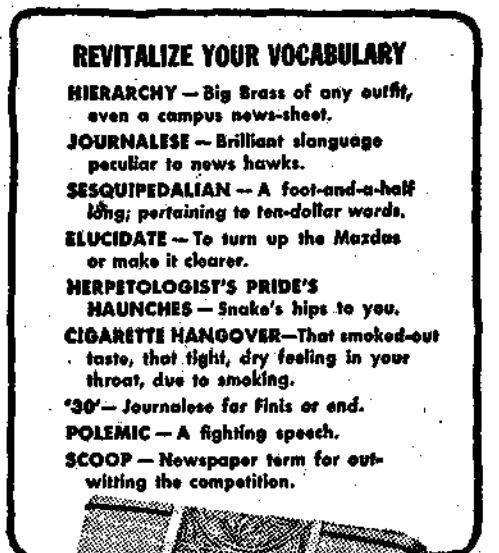 REVITALIZE YOUR VOCABULARY
HIERARCHY — Big Brass of any outfit,
even a campus news-sheet.
JOURNALESE — Brilliant slanguage
peculiar to news hawks.
SESQUIPEDALIAN — A foot-and-a-half
long; pertaining to ten-dollar words.
ELUCIDATE — To turn up the Mazdas
or make it clearer.
HERPETOLOGIST'S PRIDE'S
HAUNCHES — Snake's hips to you.
CIGARETTE HANGOVER—That smoked-out
taste, that tight, dry feeling in your
throat, due to smoking.
'30'— Journalese for Finis or end.
POLEMIC — A fighting speech.
SCOOP — Newspaper term for out-
witting the competition.